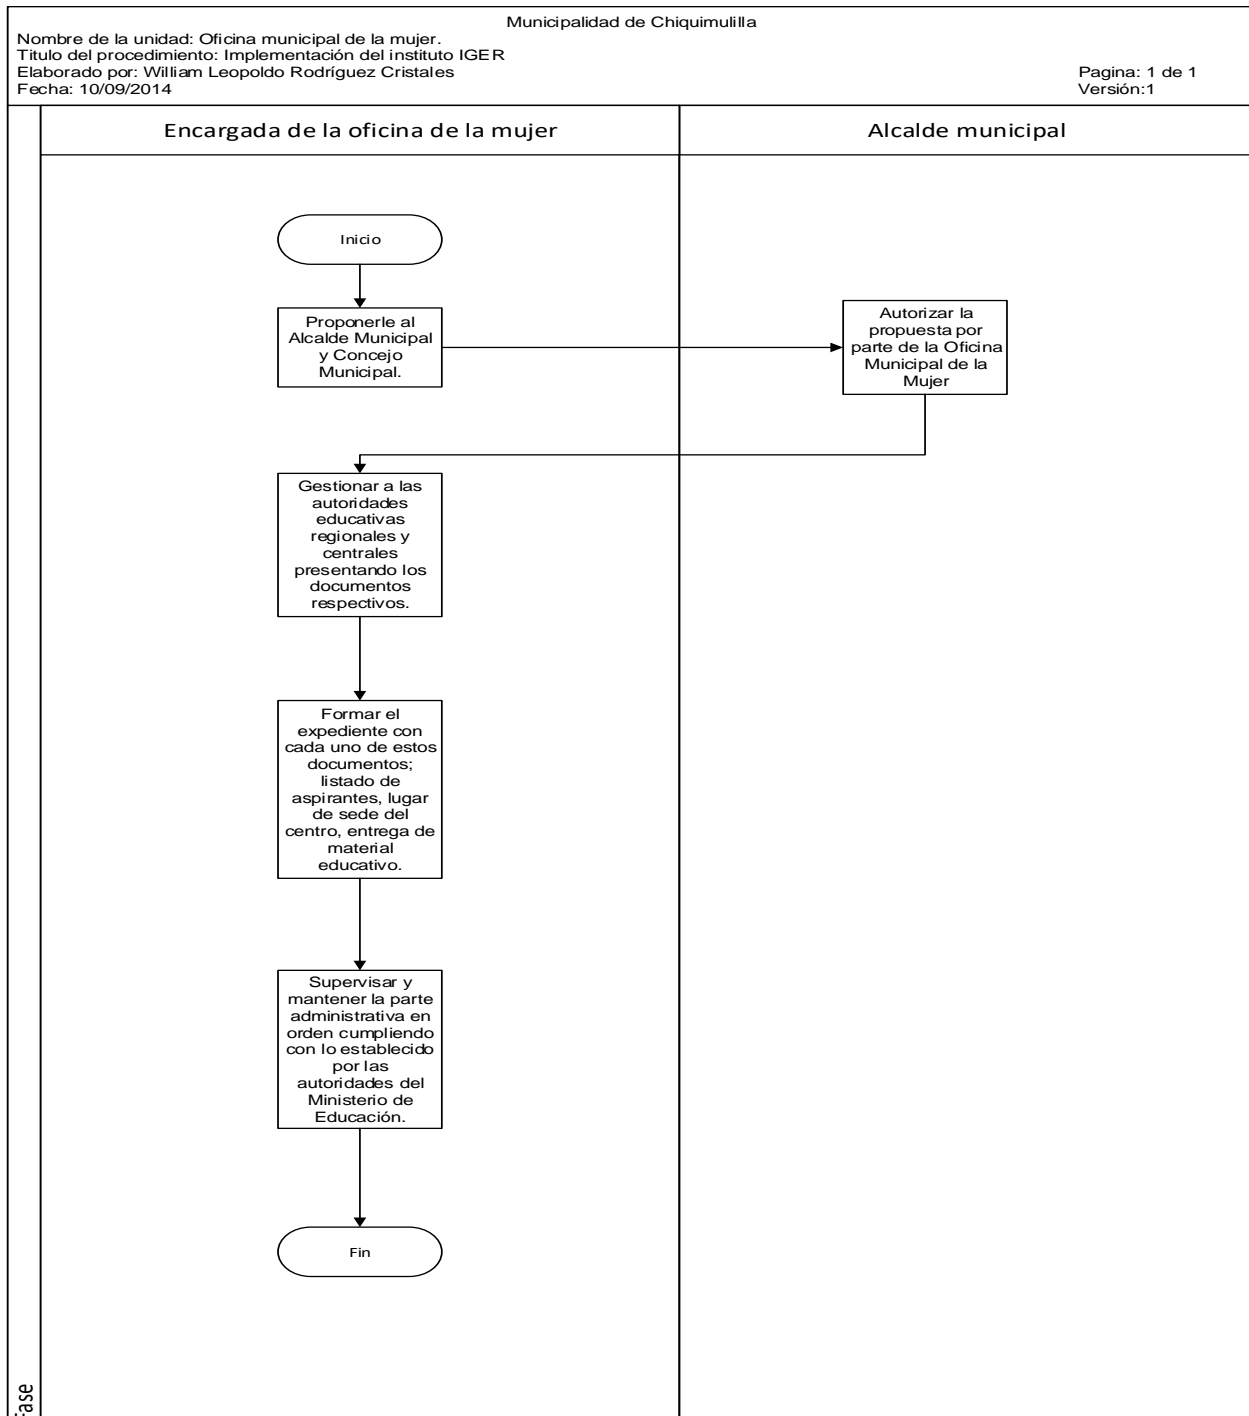 Municipalidad de Chiquimulilla
Nombre de la unidad: Oficina municipal de la mujer.
Titulo del procedimiento: Implementación del instituto IGER
Elaborado por: William Leopoldo Rodríguez Cristales
Pagina: 1 de 1
Fecha: 10/09/2014
Versión:1
Encargada de la oficina de la mujer
Alcalde municipal
Inicio
Proponerle al
Alcalde Municipal
y Concejo
Municipal.
Autorizar la
propuesta por
parte de la Oficina
Municipal de la
Mujer
Gestionar a las
autoridades
educativas
regionales y
centrales
presentando los
documentos
respectivos.
Formar el
expediente con
cada uno de estos
documentos;
listado de
aspirantes, lugar
de sede del
centro, entrega de
material
educativo.
Supervisar y
mantener la parte
administrativa en
orden cumpliendo
con lo establecido
por las
autoridades del
Ministerio de
Educación.
Fin
Fase